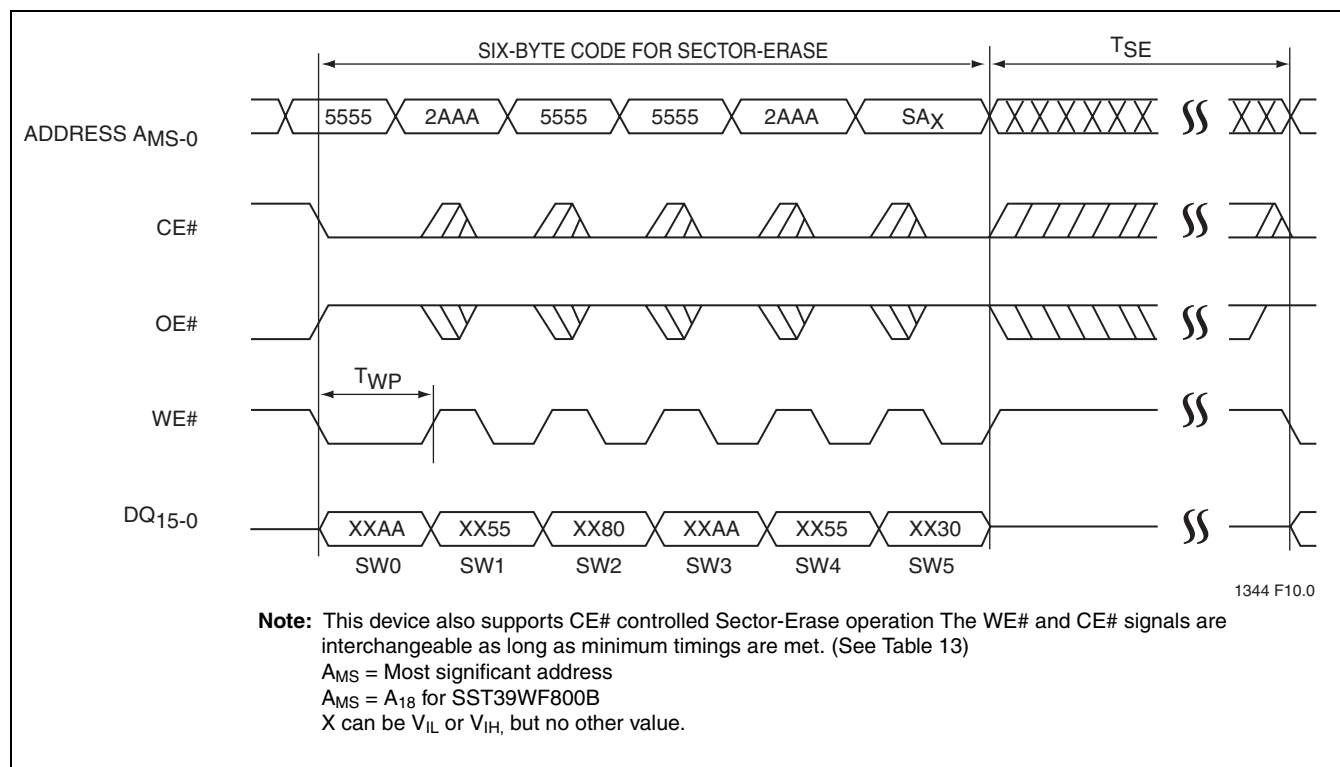 SIX-BYTE CODE FOR SECTOR-ERASE TSE
ADDRESS AMS-0 5555 2AAA 5555 5555 2AAA SAX
CE#
OE#
TWP
WE#
DQ15-0 XXAA XX55 XX80 XXAA XX55 XX30
SW0 SW1 SW2 SW3 SW4 SW5
1344 F10.0
Note: This device also supports CE# controlled Sector-Erase operation The WE# and CE# signals are
interchangeable as long as minimum timings are met. (See Table 13)
AMS = Most significant address
AMS = A18 for SST39WF800B
X can be VIL or VIH, but no other value.